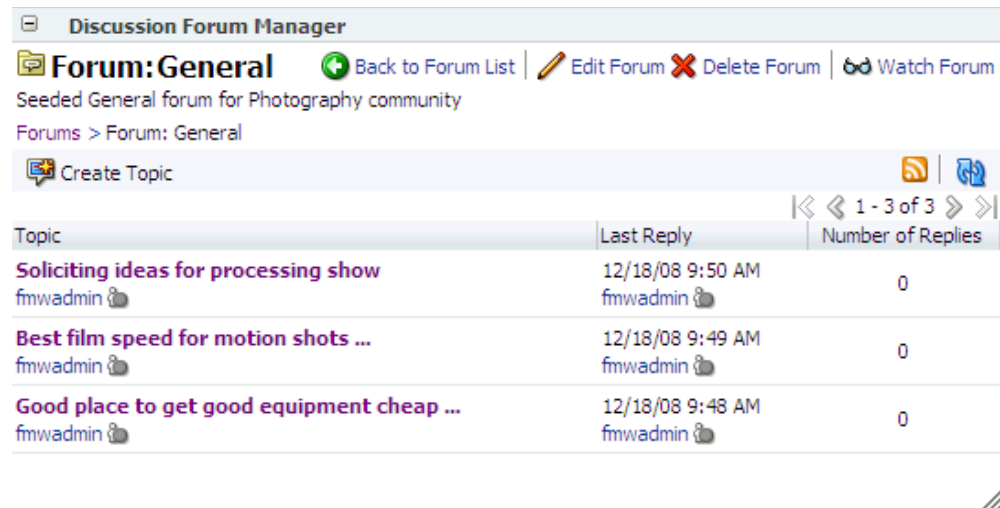 Discussion Forum Manager
Forum:General Back to Forum List Edit Forum Delete Forum Watch Forum
Seeded General forum for Photography community
Forums > Forum: General
Create Topic
1 - 3 of 3
Topic Last Reply Number of Replies
Soliciting ideas for processing show 12/18/08 9:50 AM 0
fmwadmin fmwadmin
Best film speed for motion shots ... 12/18/08 9:49 AM 0
fmwadmin fmwadmin
Good place to get good equipment cheap ... 12/18/08 9:48 AM 0
fmwadmin fmwadmin